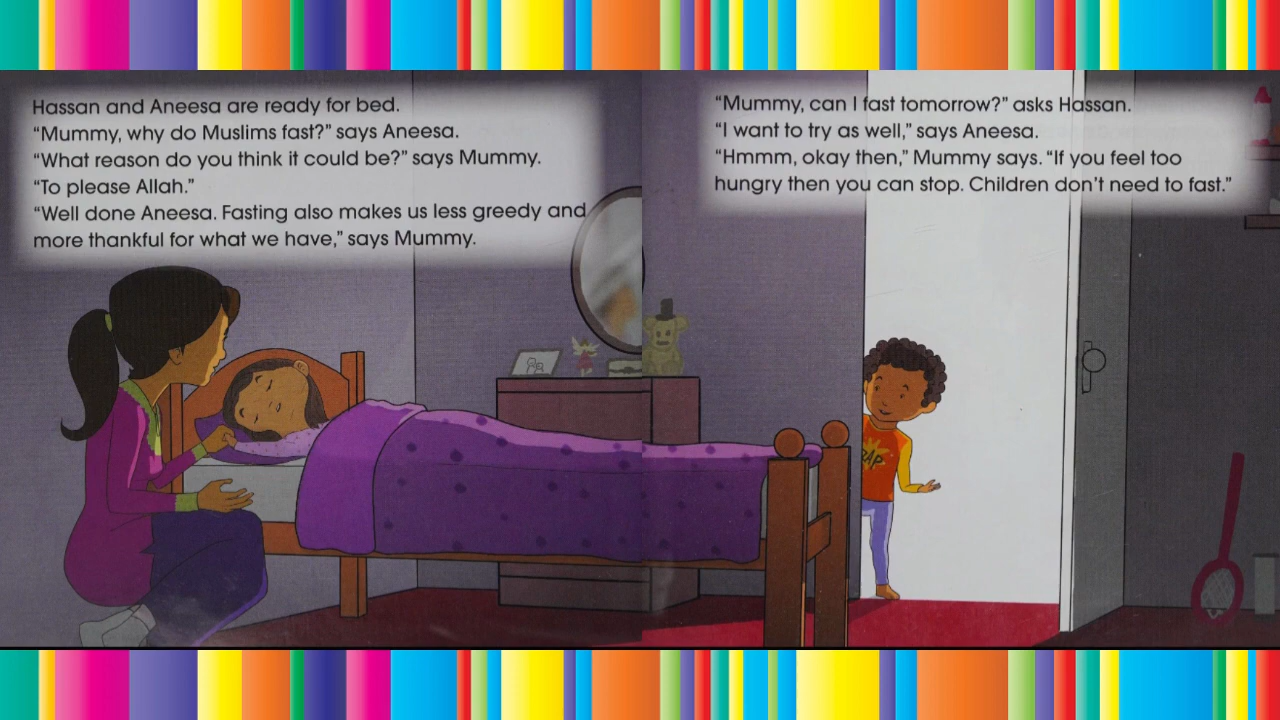 Hassan and Aneesa are ready for bed.
“Mummy, why do Muslims fast?” says Aneesa.
“What reason do you think it could be?” says Mummy.
“To please Allah.”
“Well done Aneesa. Fasting also makes us less greedy and
more thankful for what we have,” says Mummy.
“Mummy, can I fast tomorrow?” asks Hassan.
“I want to try as well,” says Aneesa.
“Hmmm, okay then,” Mummy says. “If you feel too
hungry then you can stop. Children don’t need to fast.”